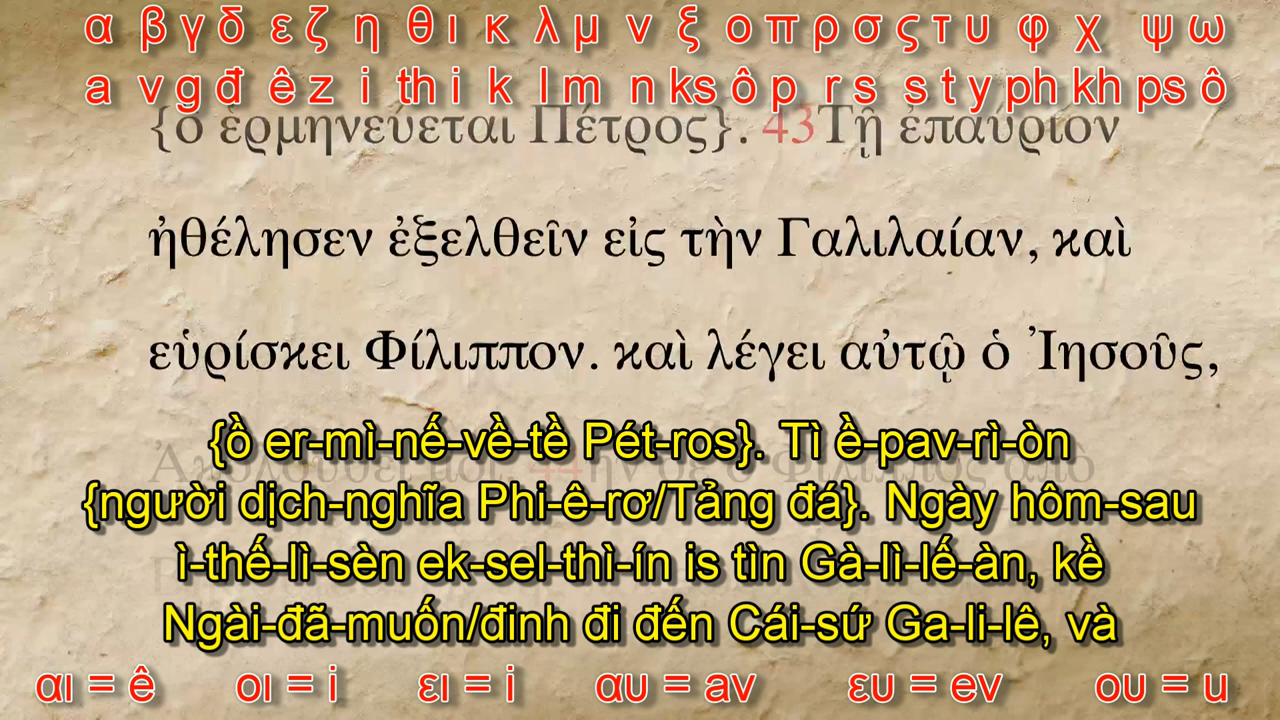 α β γ δ ε ζ η θ ι κ λ μ ν ξ ο π ρ σ ς τ υ φ χ ψ ω
a v g đ ê z i th i k l m n ks ô p r s s t y ph kh ps ô
{ὁ ἑρμηνεύεται Πέτρος}. 43Τῇ ἐπαύριόν
ἠθέλησεν ἐξελθεῖν εἰς τὴν Γαλιλαίαν, καὶ
εὑρίσκει Φίλιππον. καὶ λέγει αὐτῷ ὁ Ἰησοῦς,
{ồ er-mì-nế-về-tề Pét-ros}. Tì ề-pav-rì-òn
{người dịch-nghĩa Phi-ê-rơ/Tảng đá}. Ngày hôm-sau
ì-thế-lì-sèn ek-sel-thì-ín is tìn Gà-lì-lế-àn, kề
Ngài-đã-muốn/đinh đi đến Cái-sứ Ga-li-lê, và
αι = ê οι = i ει = i αυ = av ευ = ev ου = u